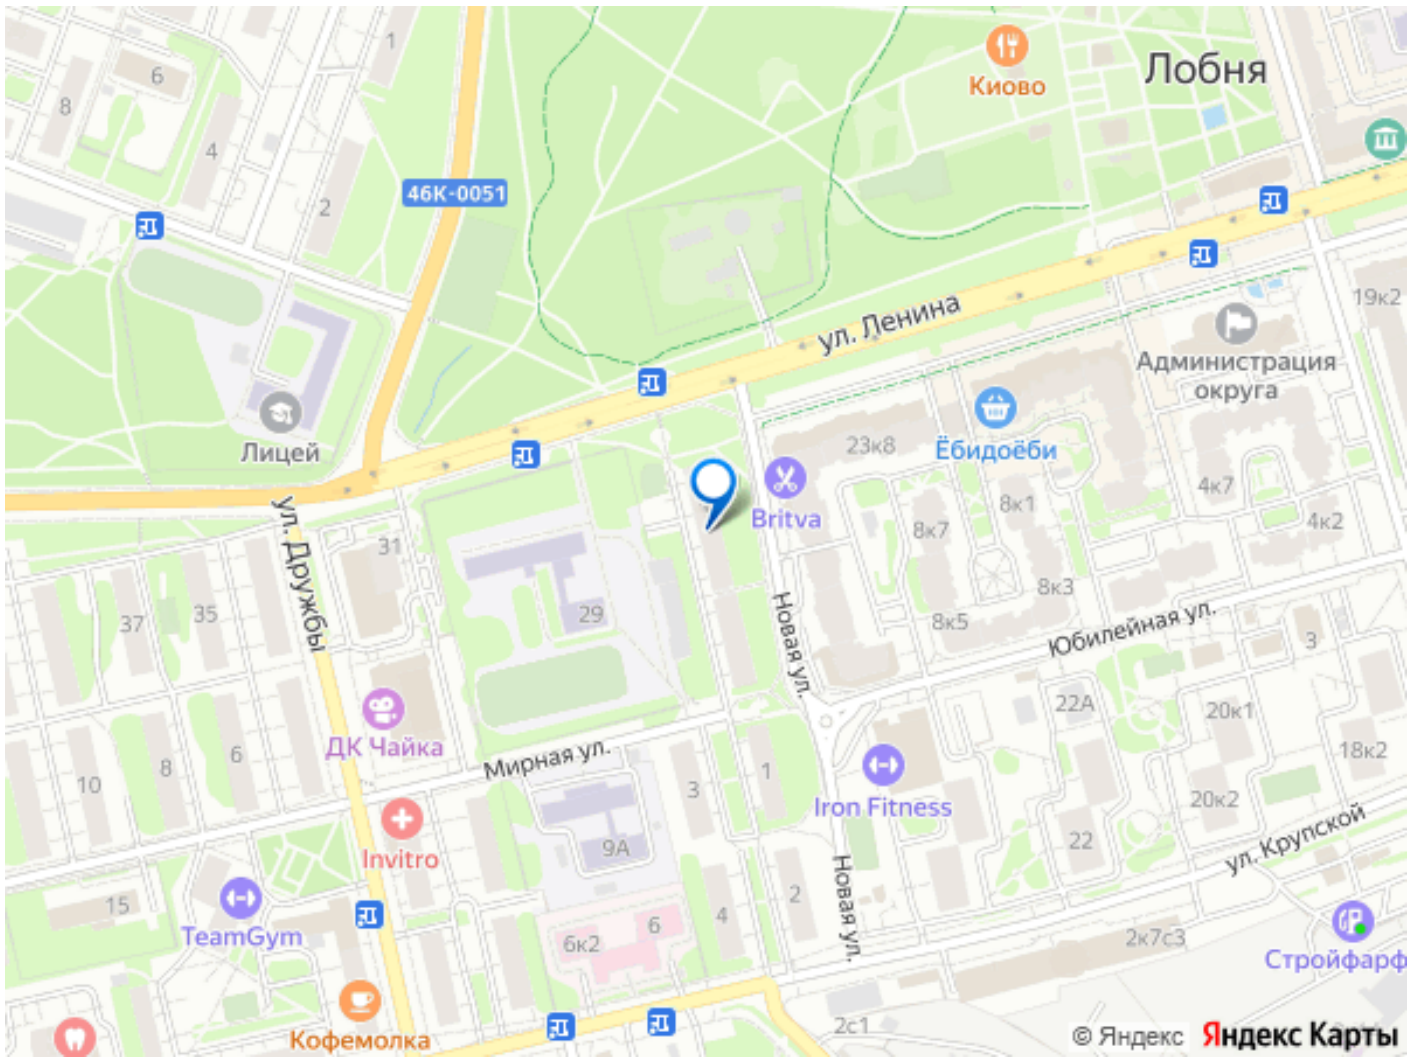 1
6
8
4
2
Киово
Лобня
46К-0051
ул. Ленина
19к2
Администрация
округа
Лицей
23к8
Ёбидоёби
Britva
4к7
8к1
4к2
8к7
31
ул. Дружбы
8к3
37
35
29
8к5
Новая ул.
Юбилейная ул.
3
22А
20к1
ДК Чайка
6
8
10
Мирная ул.
18к2
3
1
Iron Fitness
20к2
22
ул. Крупской
Invitro
9А
15
TeamGym
6к2
6
4
2
Новая ул.
2к7с3
Стройфарф
Кофемолка
2с1
© Яндекс Яндекс Карты